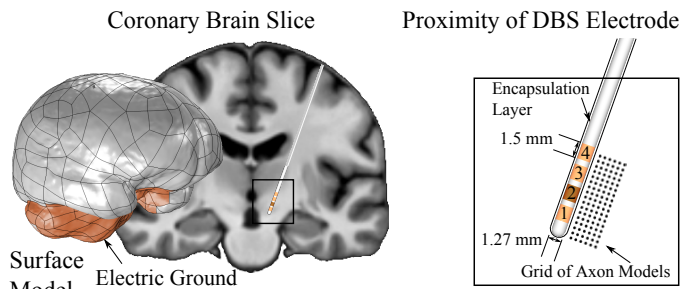 Coronary Brain Slice
Proximity of DBS Electrode
Encapsulation
Layer
1.5 mm
4
3
2
1
1.27 mm
Grid of Axon Models
Surface
Model
Electric Ground